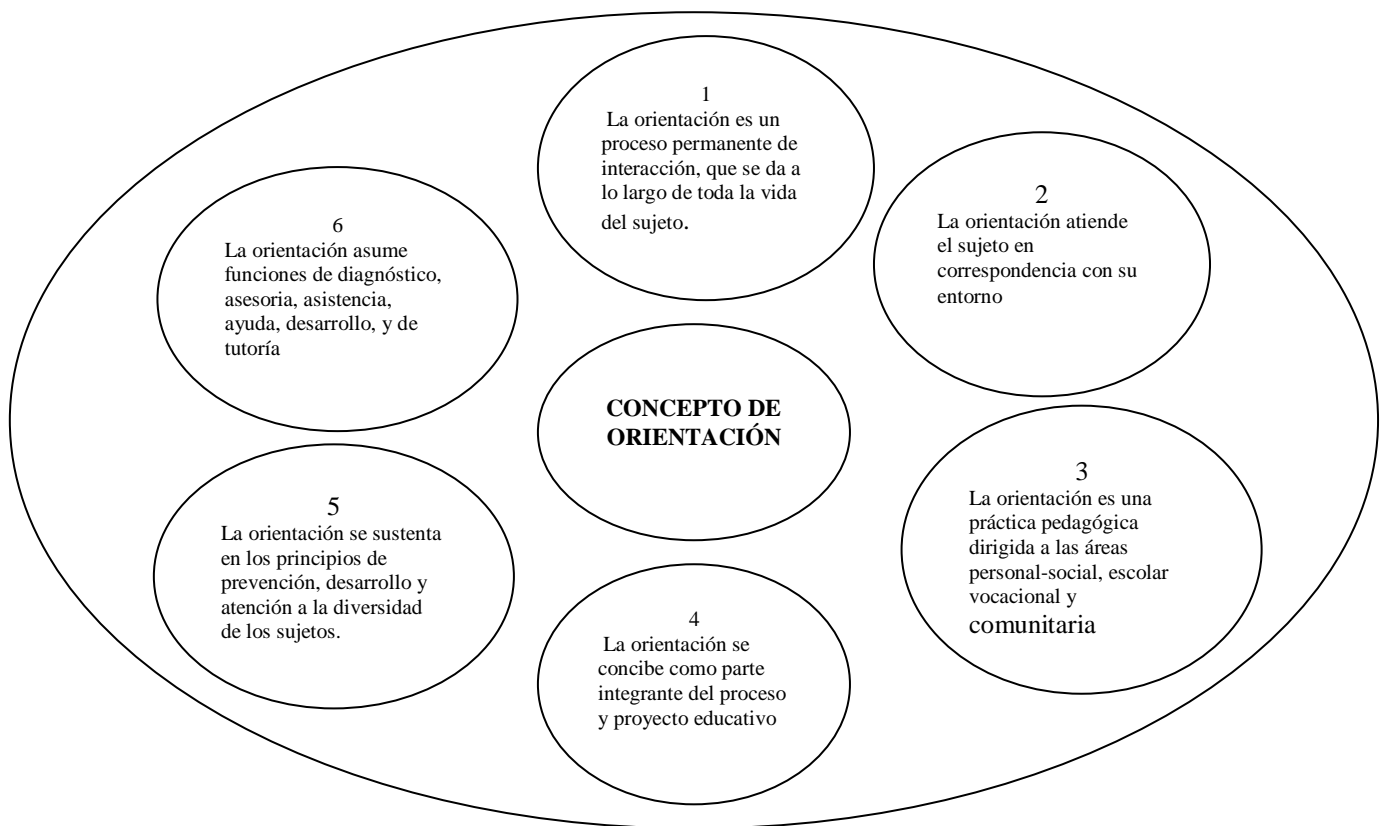 1
La orientación es un
proceso permanente de
interacción, que se da a
lo largo de toda la vida
del sujeto.
2
La orientación atiende
el sujeto en
correspondencia con su
entorno
3
La orientación es una
práctica pedagógica
dirigida a las áreas
personal-social, escolar
vocacional y
comunitaria
4
La orientación se
concibe como parte
integrante del proceso
y proyecto educativo
5
La orientación se sustenta
en los principios de
prevención, desarrollo y
atención a la diversidad
de los sujetos.
6
La orientación asume
funciones de diagnóstico,
asesoria, asistencia,
ayuda, desarrollo, y de
tutoría
CONCEPTO DE
ORIENTACIÓN